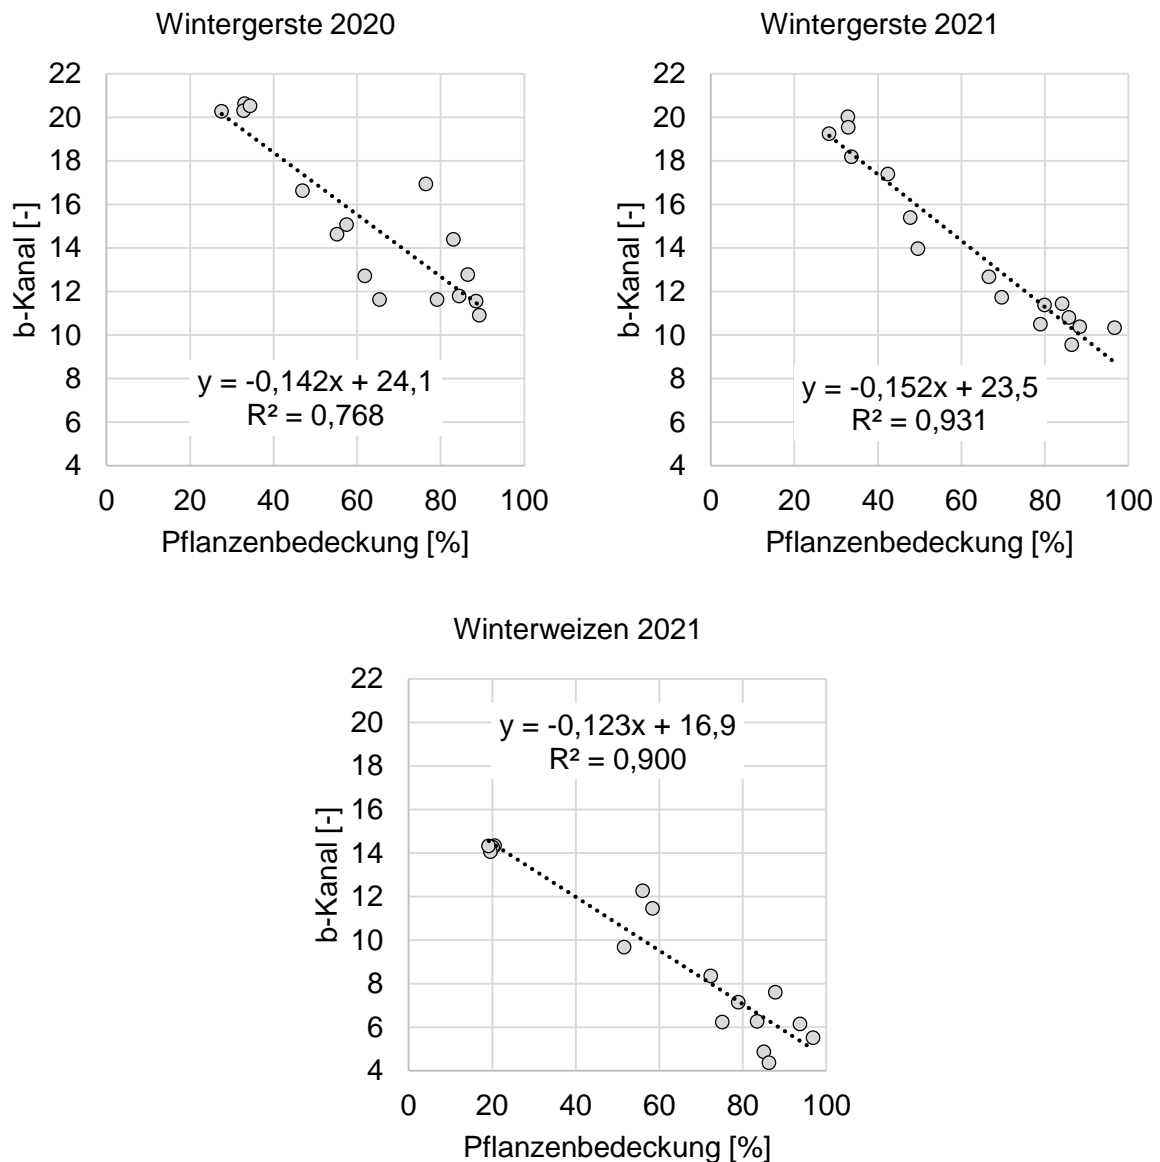 Wintergerste 2020
22
20
18
16
14
12
10
8
6
4
b-Kanal [-]
y = -0,142x + 24,1
R² = 0,768
0 20 40 60 80 100
Pflanzenbedeckung [%]
Wintergerste 2021
22
20
18
16
14
12
10
8
6
4
b-Kanal [-]
y = -0,152x + 23,5
R² = 0,931
0 20 40 60 80 100
Pflanzenbedeckung [%]
Winterweizen 2021
22
20
18
16
14
12
10
8
6
4
b-Kanal [-]
y = -0,123x + 16,9
R² = 0,900
0 20 40 60 80 100
Pflanzenbedeckung [%]